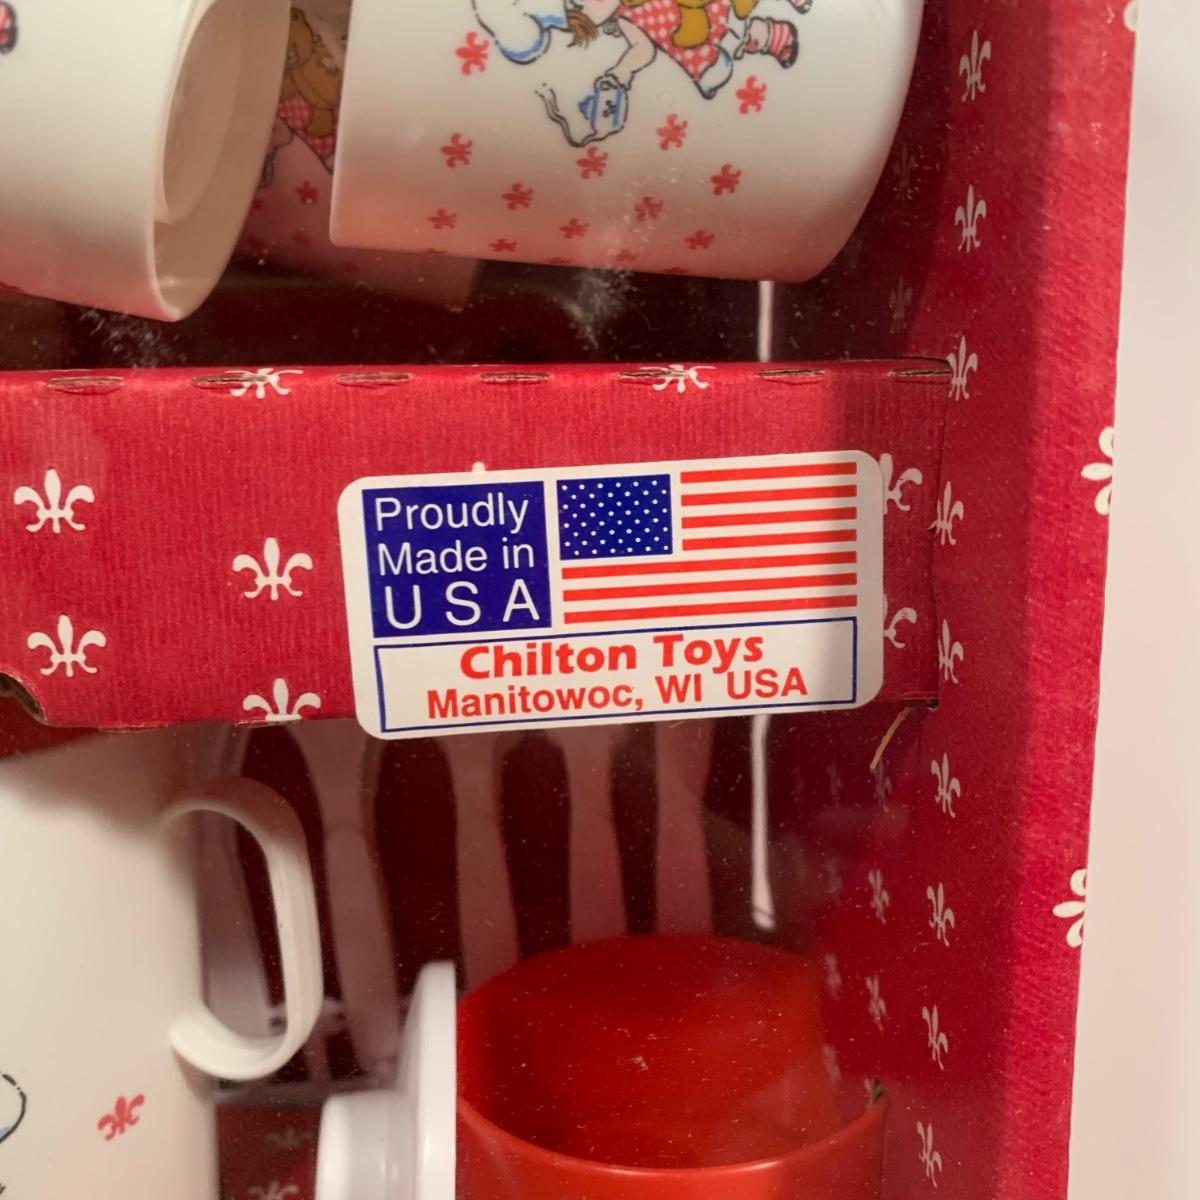 Proudly
Made in
USA
Chilton Toys
Manitowoc, WI USA